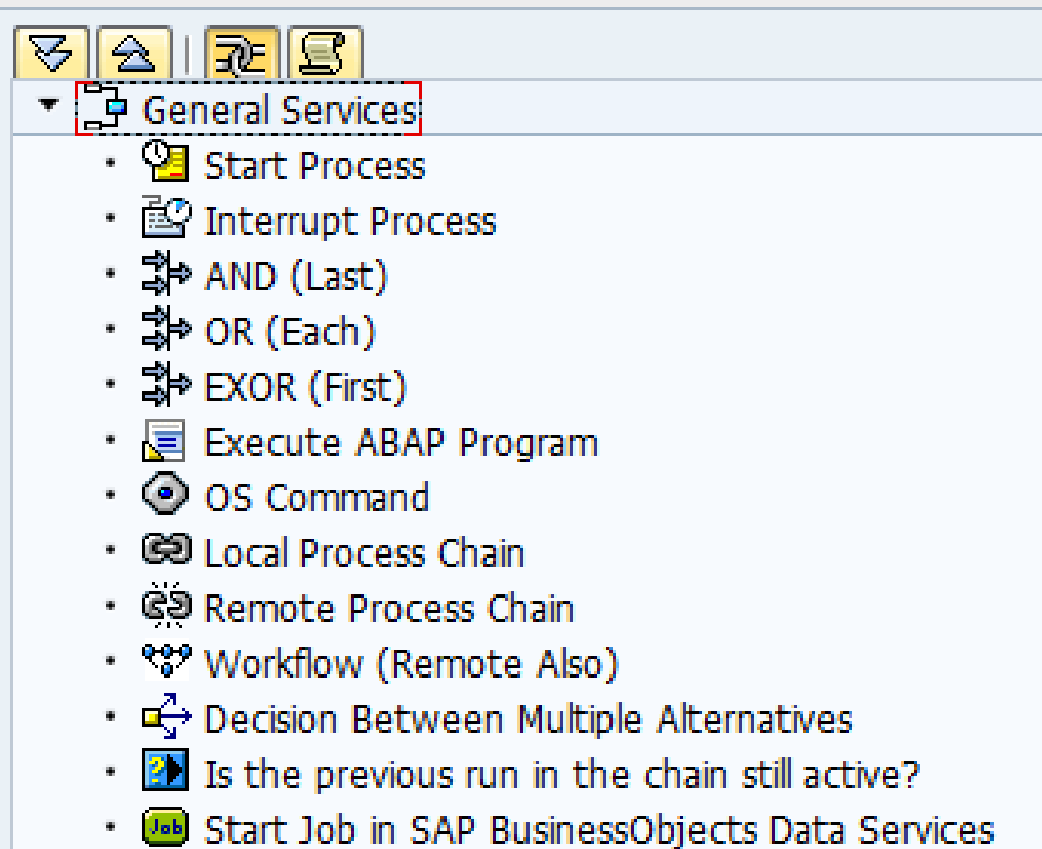 General Services
Start Process
Interrupt Process
AND (Last)
OR (Each)
EXOR (First)
Execute ABAP Program
OS Command
Local Process Chain
Remote Process Chain
Workflow (Remote Also)
Decision Between Multiple Alternatives
Is the previous run in the chain still active?
Job Start Job in SAP BusinessObjects Data Services